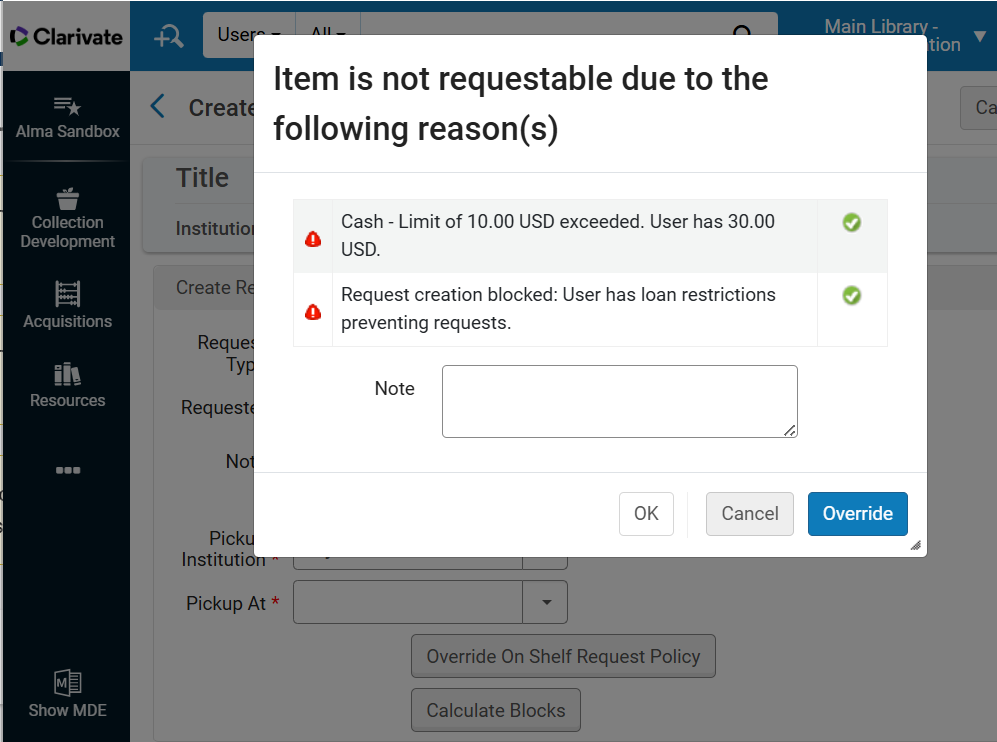 Clarivate
Users
All
Main Library -
tion
Item is not requestable due to the
following reason(s)
Alma Sandbox
Create
Ca
Title
Institution
Collection
Development
Cash - Limit of 10.00 USD exceeded. User has 30.00
USD.
Request creation blocked: User has loan restrictions
preventing requests.
Create Re
Acquisitions
Reques
Typ
Note
Resources
Requeste
Not
OK
Cancel
Override
Picku
Institution *
Pickup At *
Override On Shelf Request Policy
Calculate Blocks
M
Show MDE